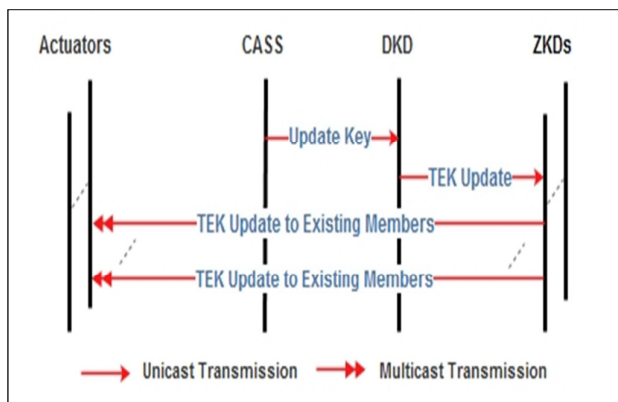 Actuators CASS DKD ZKDs
Update Key
TEK Update
TEK Update to Existing Members
TEK Update to Existing Members
Unicast Transmission Multicast Transmission